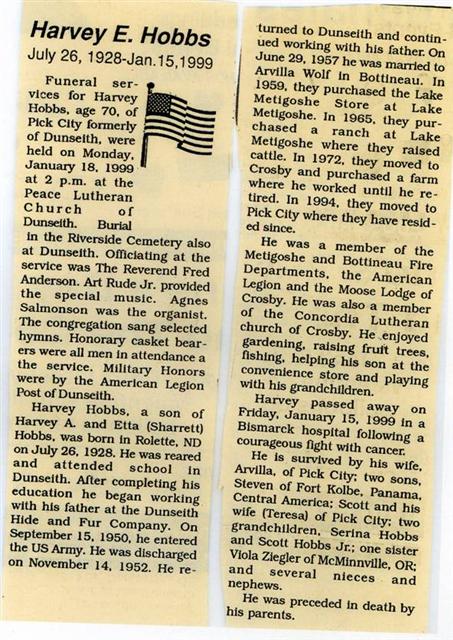 Harvey E. Hobbs
July 26, 1928-Jan.15,1999
Funeral ser-
vices for Harvey
Hobbs, age 70, of
Pick City formerly
of Dunseith, were
held on Monday,
January 18, 1999
at 2 p.m. at the
Peace Lutheran
Church of
Dunseith. Burial
in the Riverside Cemetery also
at Dunseith. Officiating at the
service was The Reverend Fred
Anderson. Art Rude Jr. provided
the special music. Agnes
Salmonson was the organist.
The congregation sang selected
hymns. Honorary casket bear-
ers were all men in attendance a
the service. Military Honors
were by the American Legion
Post of Dunseith.
Harvey Hobbs, a son of
Harvey A. and Etta (Sharrett)
Hobbs, was born in Rolette, ND
on July 26, 1928. He was reared
and attended school in
Dunseith. After completing his
education he began working
with his father at the Dunseith
Hide and Fur Company. On
September 15, 1950, he entered
the US Army. He was discharged
on November 14, 1952. He re-
turned to Dunseith and contin-
ued working with his father. On
June 29, 1957 he was married to
Arvilla Wolf in Bottineau. In
1959, they purchased the Lake
Metigoshe Store at Lake
Metigoshe. In 1965, they pur-
chased a ranch at Lake
Metigoshe where they raised
cattle. In 1972, they moved to
Crosby and purchased a farm
where he worked until he re-
tired. In 1994, they moved to
Pick City where they have resid-
ed since.
He was a member of the
Metigoshe and Bottineau Fire
Departments, the American
Legion and the Moose Lodge of
Crosby. He was also a member
of the Concordia Lutheran
church of Crosby. He enjoyed
gardening, raising fruit trees,
fishing, helping his son at the
convenience store and playing
with his grandchildren.
Harvey passed away on
Friday, January 15, 1999 in a
Bismarck hospital following a
courageous fight with cancer.
He is survived by his wife,
Arvilla, of Pick City; two sons,
Steven of Fort Kolbe, Panama,
Central America; Scott and his
wife (Teresa) of Pick City; two
grandchildren, Serina Hobbs
and Scott Hobbs Jr.; one sister
Viola Ziegler of McMinnville, OR;
and several nieces and
nephews.
He was preceded in death by
his parents.